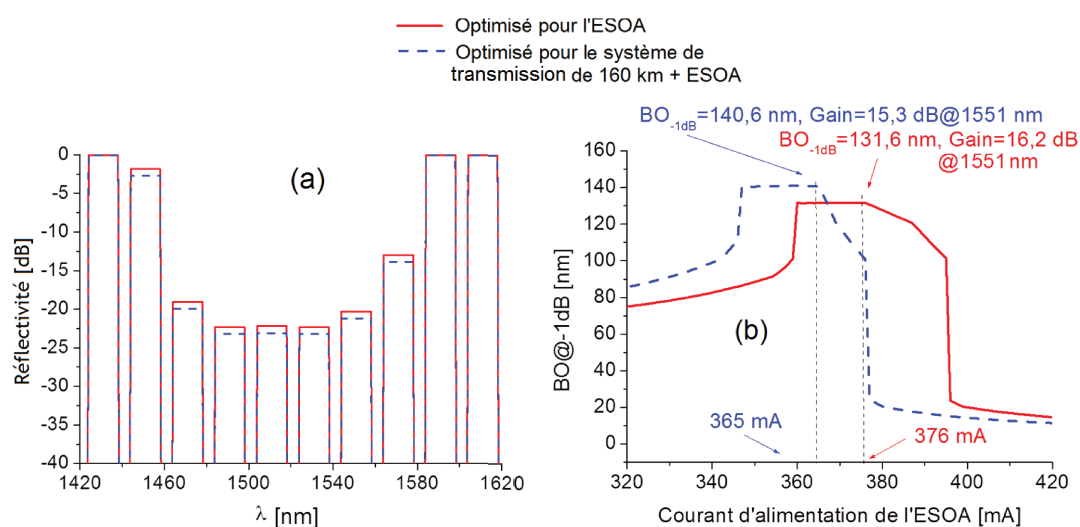 Optimisé pour l'ESOA
Optimisé pour le système de
transmission de 160 km + ESOA
(a)
Réflectivité [dB]
0
-5
-10
-15
-20
-25
-30
-35
-40
1420 1460 1500 1540 1580 1620
λ [nm]
BO-1dB=140,6 nm, Gain=15,3 dB@1551 nm
BO-1dB=131,6 nm, Gain=16,2 dB
@1551 nm
(b)
BO@-1dB [nm]
160
140
120
100
80
60
40
20
0
365 mA
376 mA
320 340 360 380 400 420
Courant d'alimentation de l'ESOA [mA]